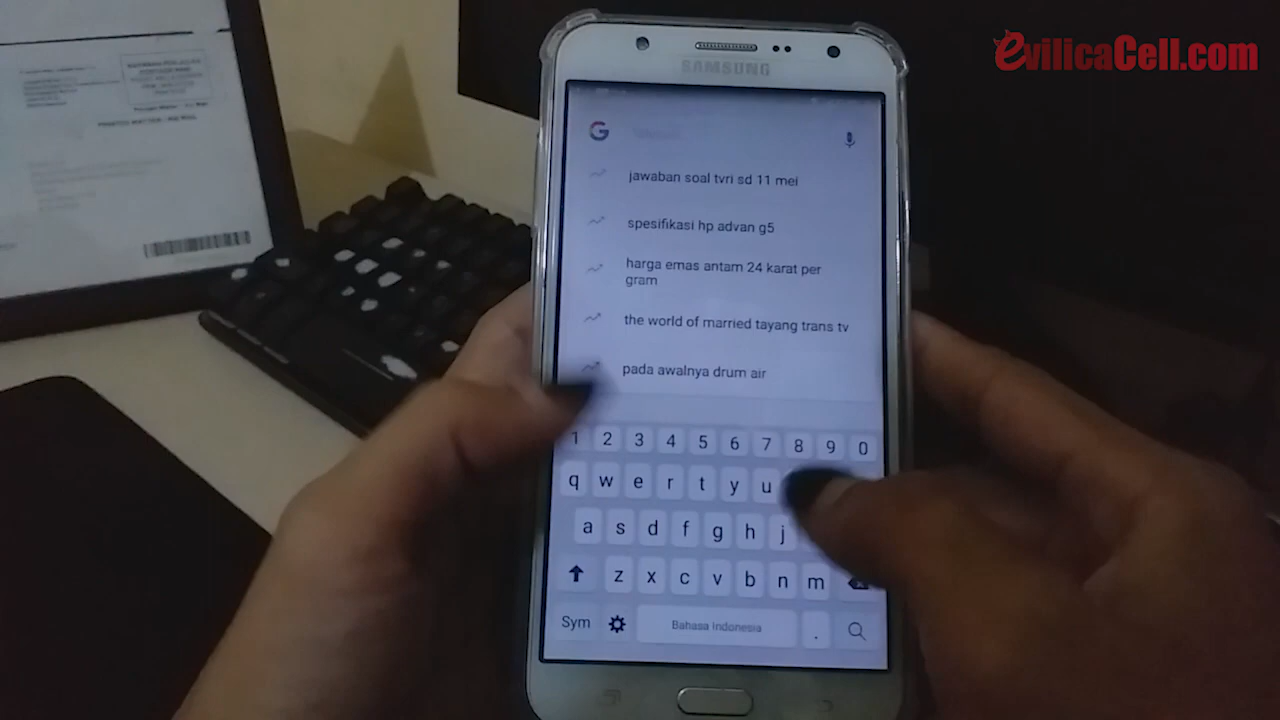 EvilicaCell.com
SAMSUNG
jawaban soal tvri sd 11 mei
spesifikasi hp advan g5
harga emas antam 24 karat per
gram
the world of married tayang trans tv
pada awalnya drum air
1 2 3 4 5 6 7 8 9 0
q w e r t y u
a s d f g h j
z x c v b n m
Sym Bahasa Indonesia .